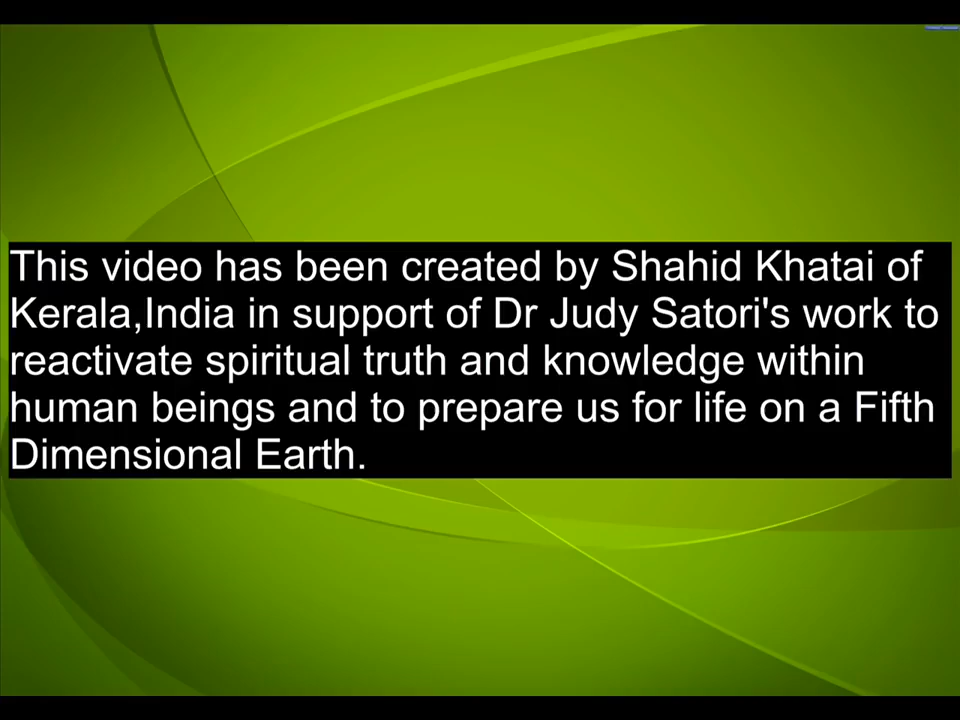 This video has been created by Shahid Khatai of
Kerala,India in support of Dr Judy Satori's work to
reactivate spiritual truth and knowledge within
human beings and to prepare us for life on a Fifth
Dimensional Earth.